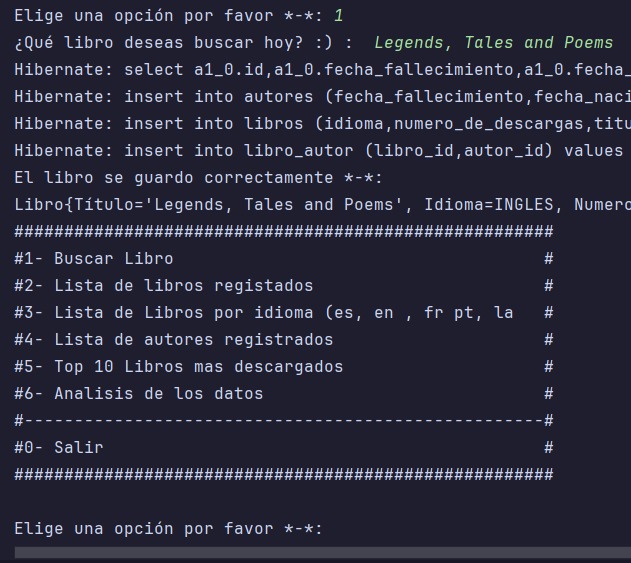 Elige una opción por favor *-*: 1
¿Qué libro deseas buscar hoy? :) :  Legends, Tales and Poems
Hibernate: select a1_0.id,a1_0.fecha_fallecimiento,a1_0.fecha_
Hibernate: insert into autores (fecha_fallecimiento,fecha_naci
Hibernate: insert into libros (idioma,numero_de_descargas,titu
Hibernate: insert into libro_autor (libro_id,autor_id) values
El libro se guardo correctamente *-*:
Libro{Título='Legends, Tales and Poems', Idioma=INGLES, Numero
######################################################
#1- Buscar Libro                                     #
#2- Lista de Libros registados                       #
#3- Lista de Libros por idioma (es, en , fr pt, la   #
#4- Lista de autores registrados                     #
#5- Top 10 Libros mas descargados                    #
#6- Analisis de los datos                            #
#----------------------------------------------------#
#0- Salir                                            #
######################################################
Elige una opción por favor *-*: